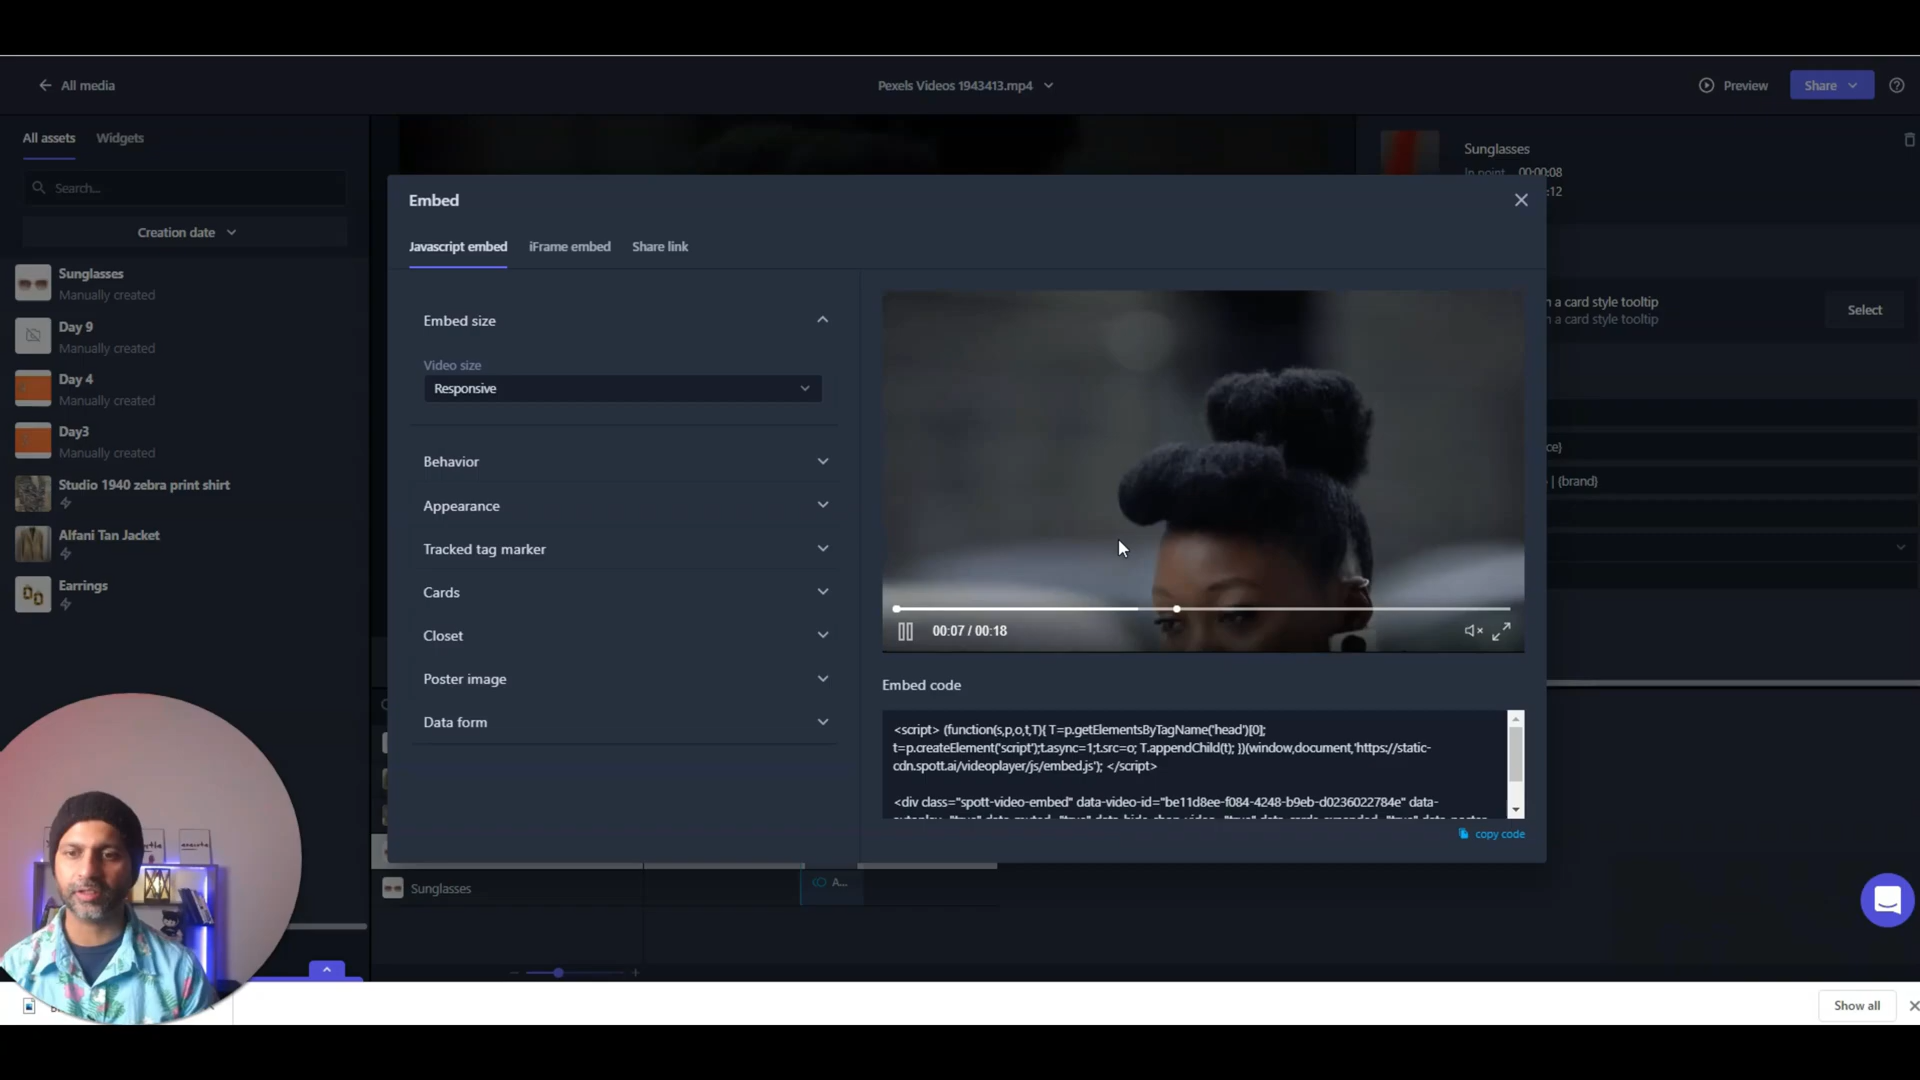 All media
Pexels Videos 1943413.mp4
Preview
Share
All assets
Widgets
Search...
Creation date
Sunglasses
Manually created
Day 9
Manually created
Day 4
Manually created
Day3
Manually created
Studio 1940 zebra print shirt
Alfani Tan Jacket
Earrings
Embed
Javascript embed
iFrame embed
Share link
Embed size
Video size
Responsive
Behavior
Appearance
Tracked tag marker
Cards
Closet
Poster image
Data form
00:07 / 00:18
Embed code
<script> (function(s,p,o,t,T){ T=p.getElementsByTagName('head')[0];
t=p.createElement('script');t.async=1;t.src=o; T.appendChild(t); })(window,document,'https://static-
cdn.spott.ai/videoplayer/js/embed.js'); </script>
<div class="spott-video-embed" data-video-id="be11d8ee-f084-4248-b9eb-d0236022784e" data-
copy code
Sunglasses
In point 00:00:08
:12
a card style tooltip
a card style tooltip
Select
ce}
| {brand}
Sunglasses
A...
Show all